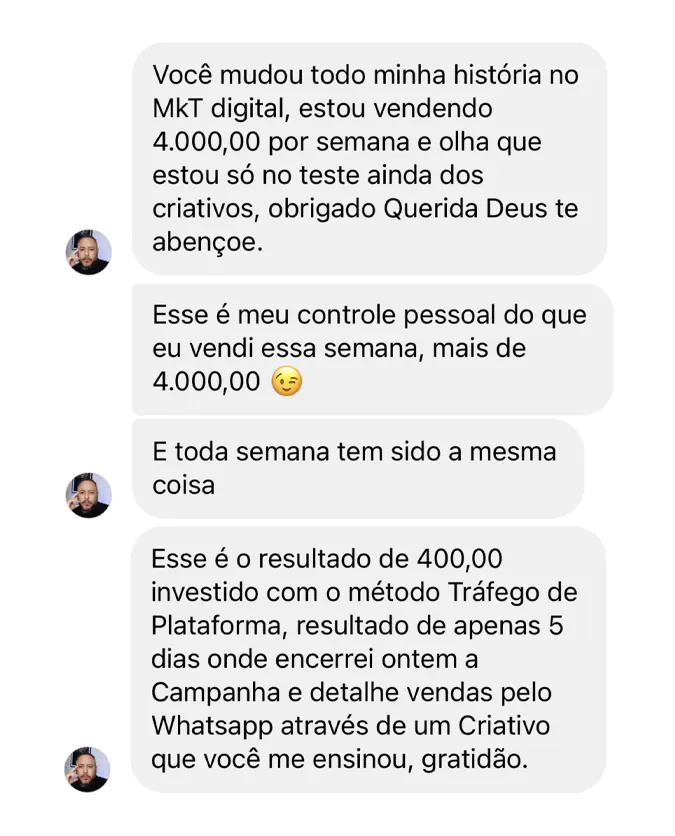 Você mudou todo minha história no
MkT digital, estou vendendo
4.000,00 por semana e olha que
estou só no teste ainda dos
criativos, obrigado Querida Deus te
abençoe.
Esse é meu controle pessoal do que
eu vendi essa semana, mais de
4.000,00 😉
E toda semana tem sido a mesma
coisa
Esse é o resultado de 400,00
investido com o método Tráfego de
Plataforma, resultado de apenas 5
dias onde encerrei ontem a
Campanha e detalhe vendas pelo
Whatsapp através de um Criativo
que você me ensinou, gratidão.